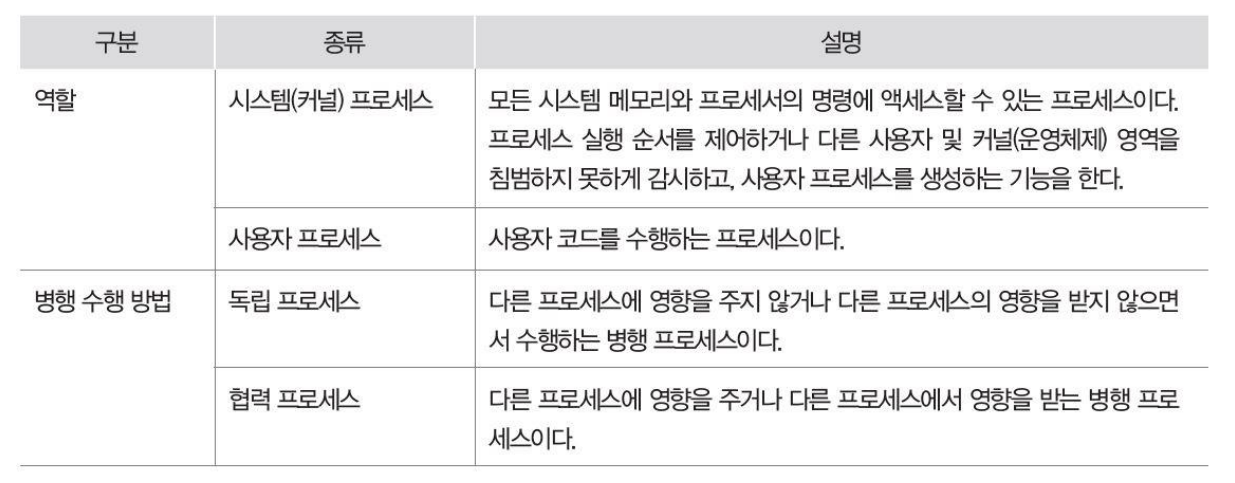 구분 종류 설명
역할 시스템(커널) 프로세스 모든 시스템 메모리와 프로세서의 명령에 액세스할 수 있는 프로세스이다.
프로세스 실행 순서를 제어하거나 다른 사용자 및 커널(운영체제) 영역을
침범하지 못하게 감시하고, 사용자 프로세스를 생성하는 기능을 한다.
사용자 프로세스 사용자 코드를 수행하는 프로세스이다.
병행 수행 방법 독립 프로세스 다른 프로세스에 영향을 주지 않거나 다른 프로세스의 영향을 받지 않으면
서 수행하는 병행 프로세스이다.
협력 프로세스 다른 프로세스에 영향을 주거나 다른 프로세스에서 영향을 받는 병행 프로
세스이다.